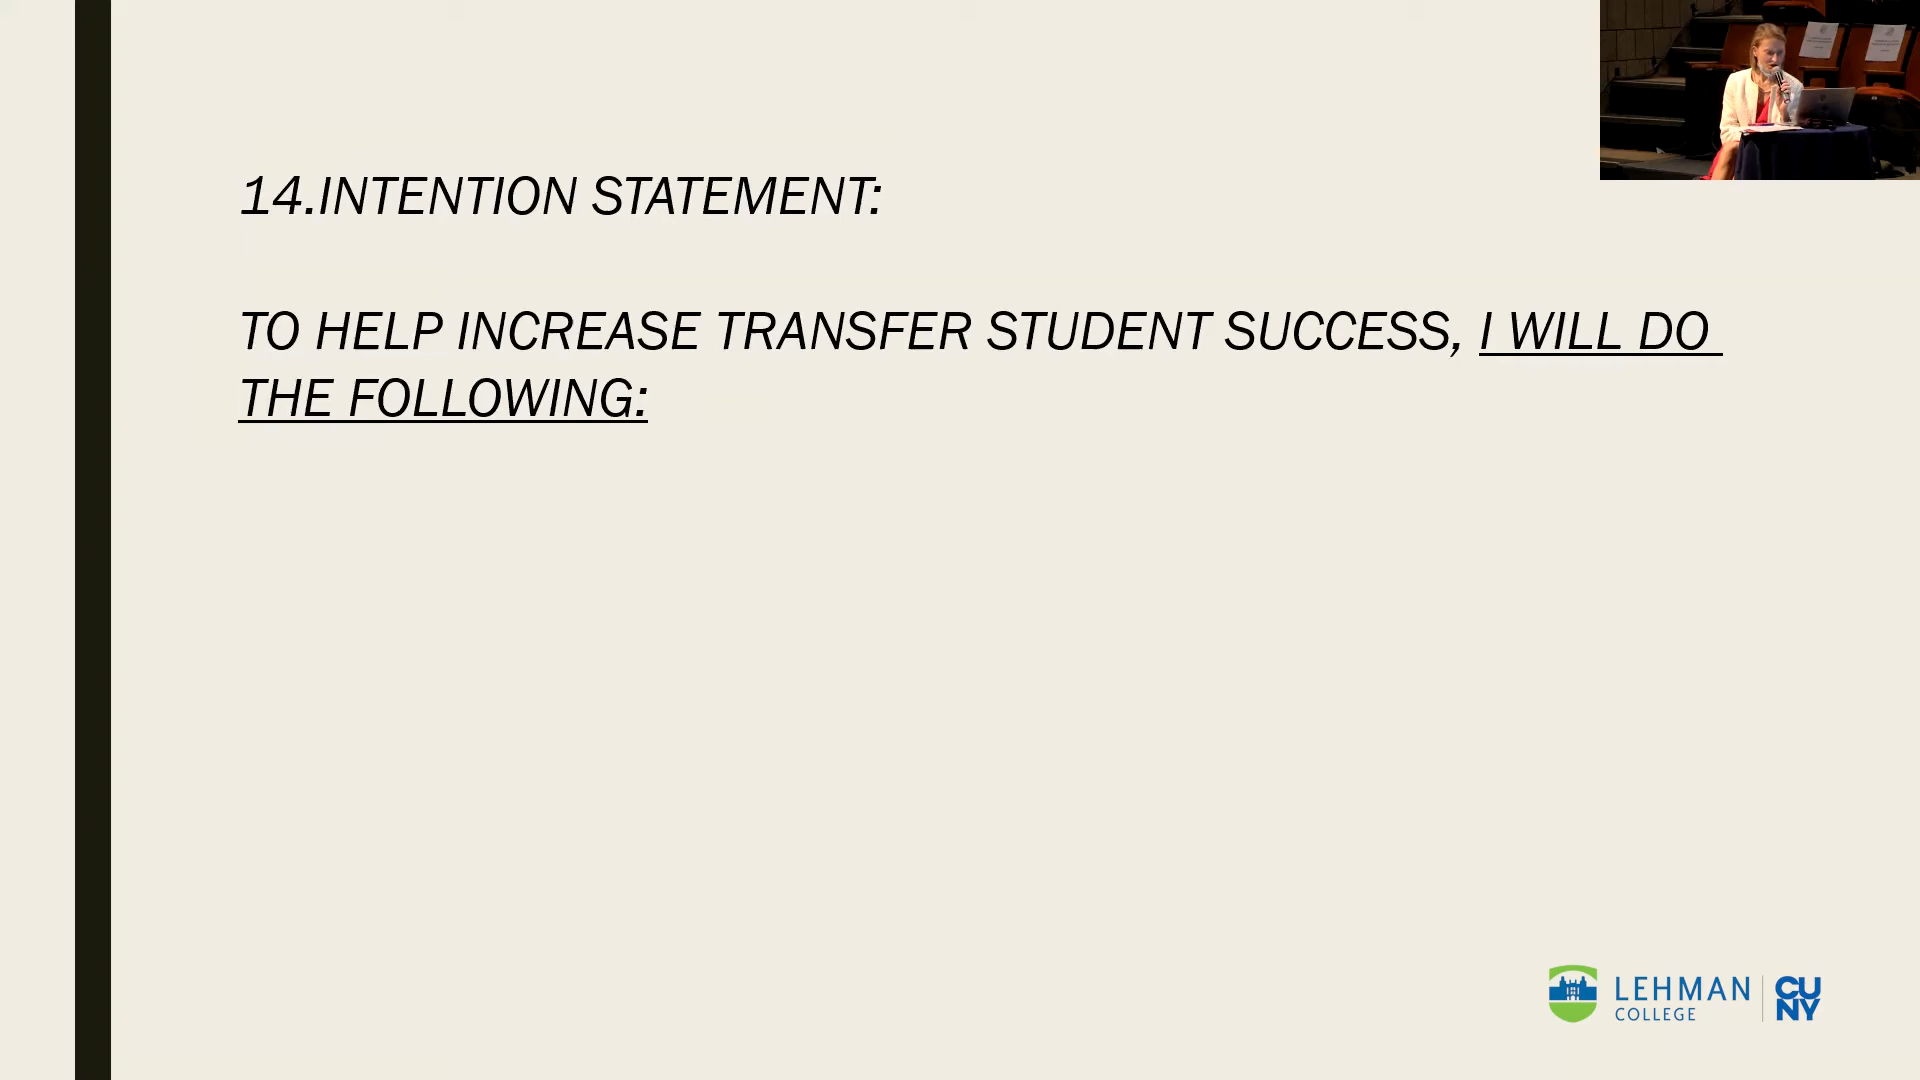 14.INTENTION STATEMENT:
TO HELP INCREASE TRANSFER STUDENT SUCCESS, I WILL DO
THE FOLLOWING:
LEHMAN
COLLEGE
CU
NY